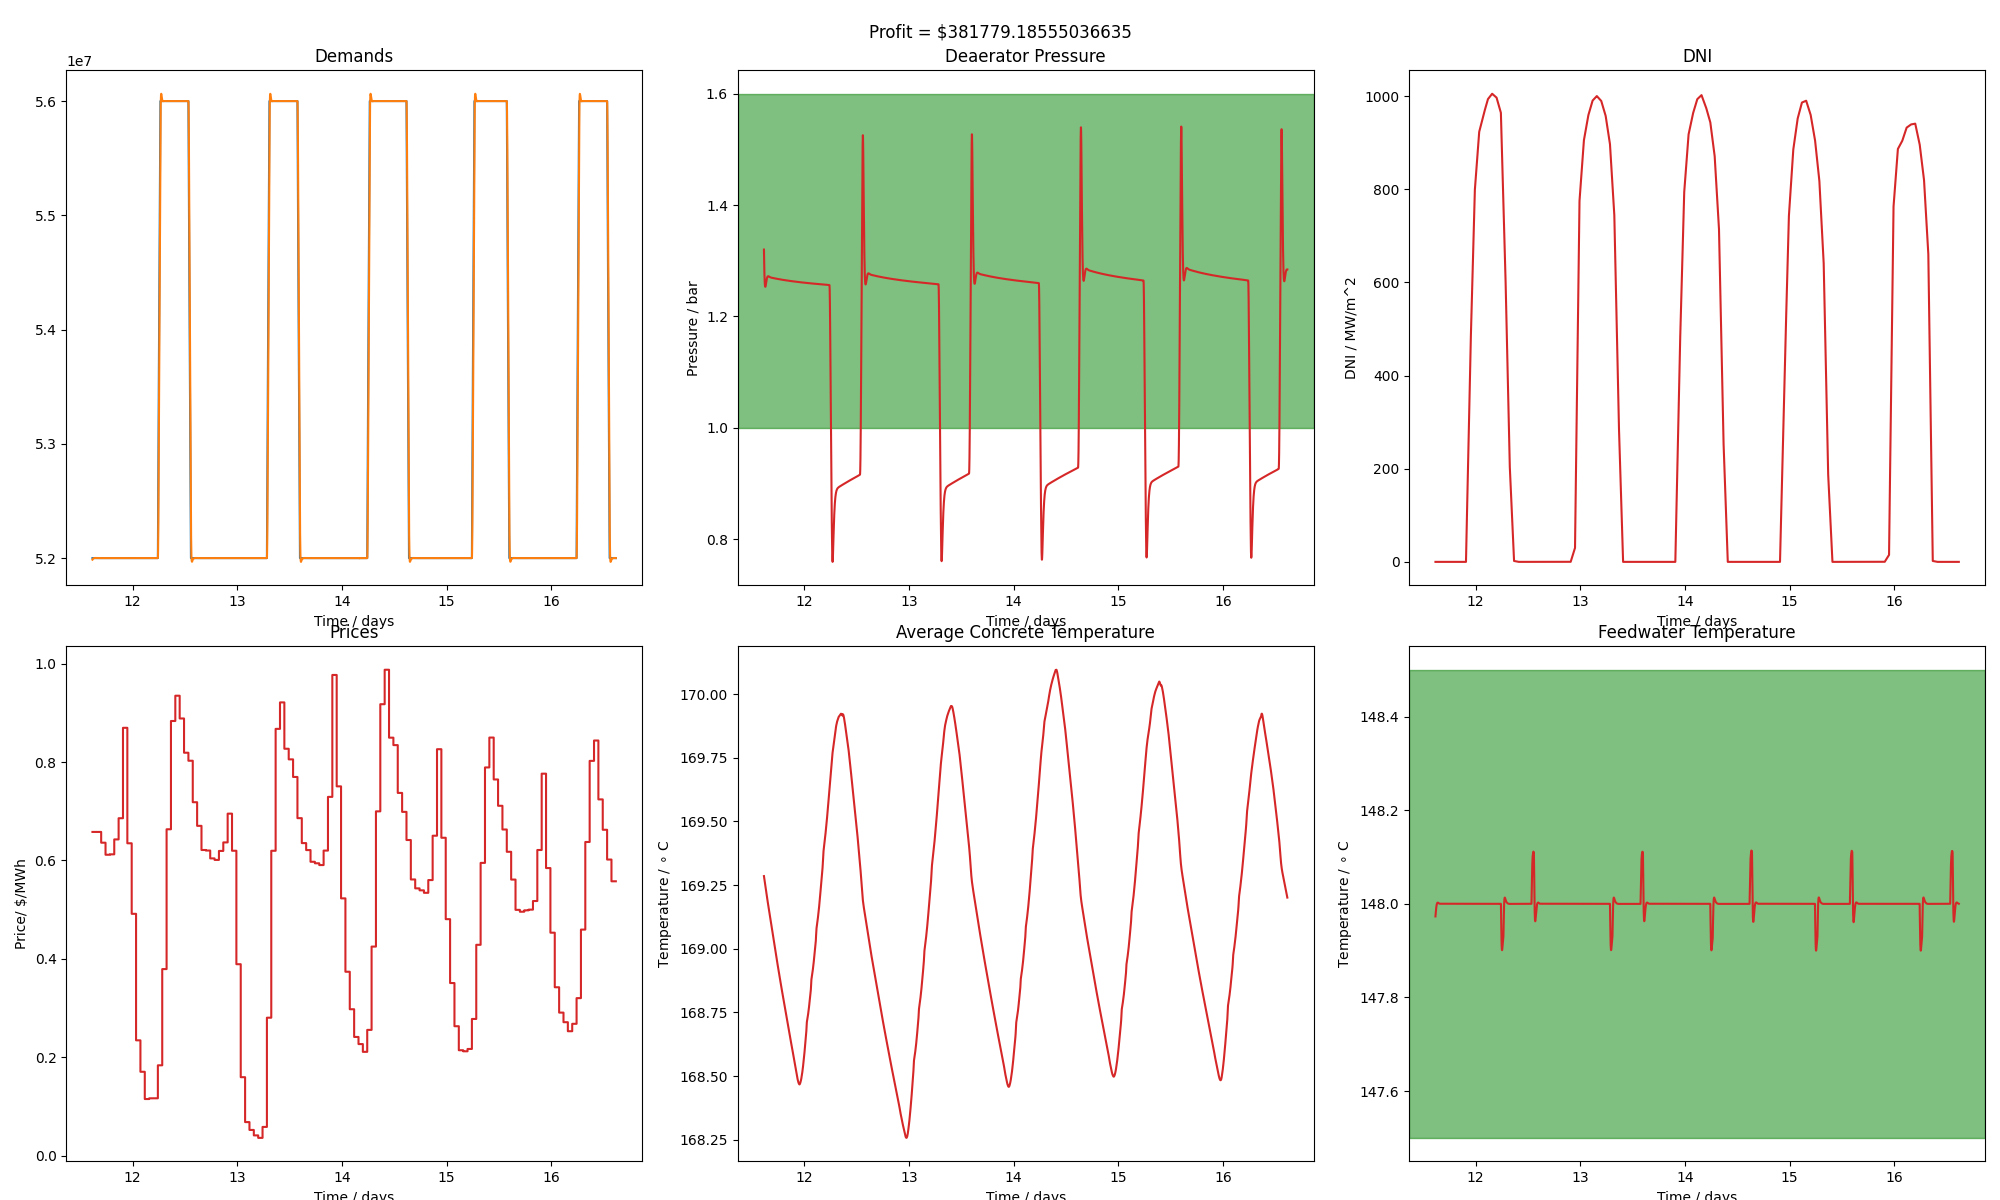 Profit = $381779.18555036635
Demands
1e7
5.6
5.5
5.4
5.3
5.2
12 13 14 15 16
Time / days
Deaerator Pressure
Pressure / bar
1.6
1.4
1.2
1.0
0.8
12 13 14 15 16
Time / days
DNI
DNI / MW/m^2
1000
800
600
400
200
0
12 13 14 15 16
Time / days
Prices
Price/ $/MWh
1.0
0.8
0.6
0.4
0.2
0.0
12 13 14 15 16
Time / days
Average Concrete Temperature
Temperature / ∘ C
170.00
169.75
169.50
169.25
169.00
168.75
168.50
168.25
12 13 14 15 16
Time / days
Feedwater Temperature
Temperature / ∘ C
148.4
148.2
148.0
147.8
147.6
12 13 14 15 16
Time / days